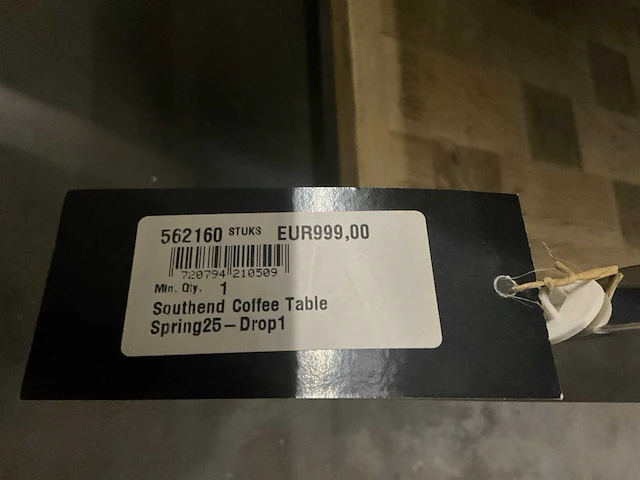 562160 STUKS EUR999,00
720794 210509
Min. Qty. 1
Southend Coffee Table
Spring25-Drop1